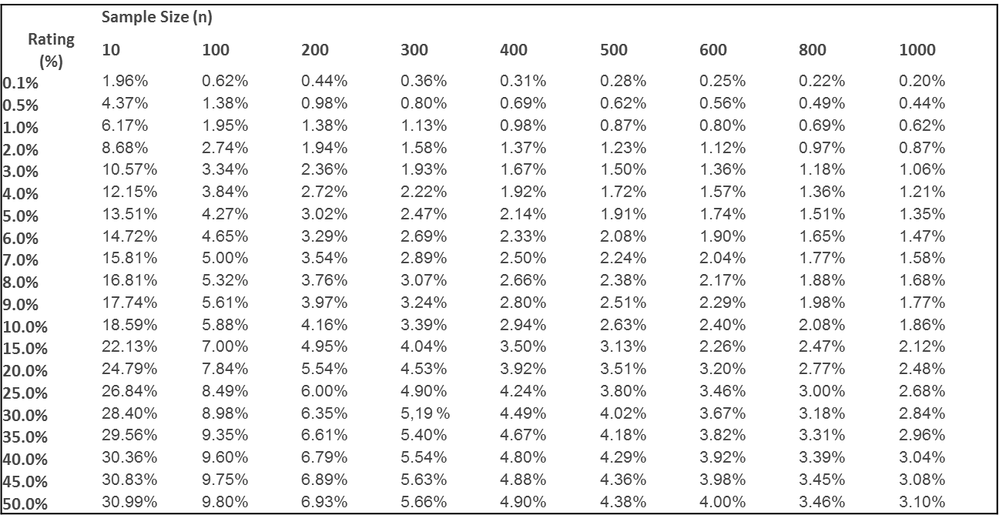 Sample Size (n)
Rating (%) 10 100 200 300 400 500 600 800 1000
0.1% 1.96% 0.62% 0.44% 0.36% 0.31% 0.28% 0.25% 0.22% 0.20%
0.5% 4.37% 1.38% 0.98% 0.80% 0.69% 0.62% 0.56% 0.49% 0.44%
1.0% 6.17% 1.95% 1.38% 1.13% 0.98% 0.87% 0.80% 0.69% 0.62%
2.0% 8.68% 2.74% 1.94% 1.58% 1.37% 1.23% 1.12% 0.97% 0.87%
3.0% 10.57% 3.34% 2.36% 1.93% 1.67% 1.50% 1.36% 1.18% 1.06%
4.0% 12.15% 3.84% 2.72% 2.22% 1.92% 1.72% 1.57% 1.36% 1.21%
5.0% 13.51% 4.27% 3.02% 2.47% 2.14% 1.91% 1.74% 1.51% 1.35%
6.0% 14.72% 4.65% 3.29% 2.69% 2.33% 2.08% 1.90% 1.65% 1.47%
7.0% 15.81% 5.00% 3.54% 2.89% 2.50% 2.24% 2.04% 1.77% 1.58%
8.0% 16.81% 5.32% 3.76% 3.07% 2.66% 2.38% 2.17% 1.88% 1.68%
9.0% 17.74% 5.61% 3.97% 3.24% 2.80% 2.51% 2.29% 1.98% 1.77%
10.0% 18.59% 5.88% 4.16% 3.39% 2.94% 2.63% 2.40% 2.08% 1.86%
15.0% 22.13% 7.00% 4.95% 4.04% 3.50% 3.13% 2.26% 2.47% 2.12%
20.0% 24.79% 7.84% 5.54% 4.53% 3.92% 3.51% 3.20% 2.77% 2.48%
25.0% 26.84% 8.49% 6.00% 4.90% 4.24% 3.80% 3.46% 3.00% 2.68%
30.0% 28.40% 8.98% 6.35% 5,19 % 4.49% 4.02% 3.67% 3.18% 2.84%
35.0% 29.56% 9.35% 6.61% 5.40% 4.67% 4.18% 3.82% 3.31% 2.96%
40.0% 30.36% 9.60% 6.79% 5.54% 4.80% 4.29% 3.92% 3.39% 3.04%
45.0% 30.83% 9.75% 6.89% 5.63% 4.88% 4.36% 3.98% 3.45% 3.08%
50.0% 30.99% 9.80% 6.93% 5.66% 4.90% 4.38% 4.00% 3.46% 3.10%